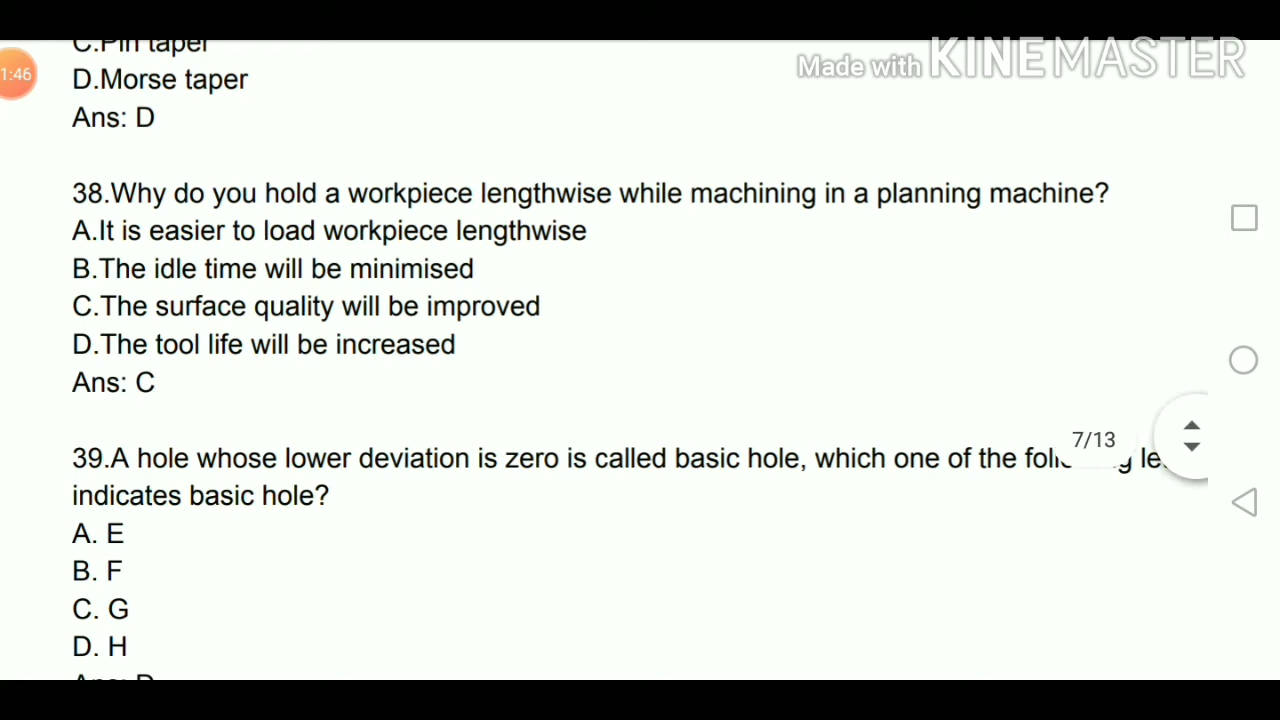 C.Pin taper
1:46
Made with KINEMASTER
D.Morse taper
Ans: D
38.Why do you hold a workpiece lengthwise while machining in a planning machine?
A.It is easier to load workpiece lengthwise
B.The idle time will be minimised
C.The surface quality will be improved
D.The tool life will be increased
Ans: C
7/13
39.A hole whose lower deviation is zero is called basic hole, which one of the
indicates basic hole?
A. E
B. F
C. G
D. H
Ans: D